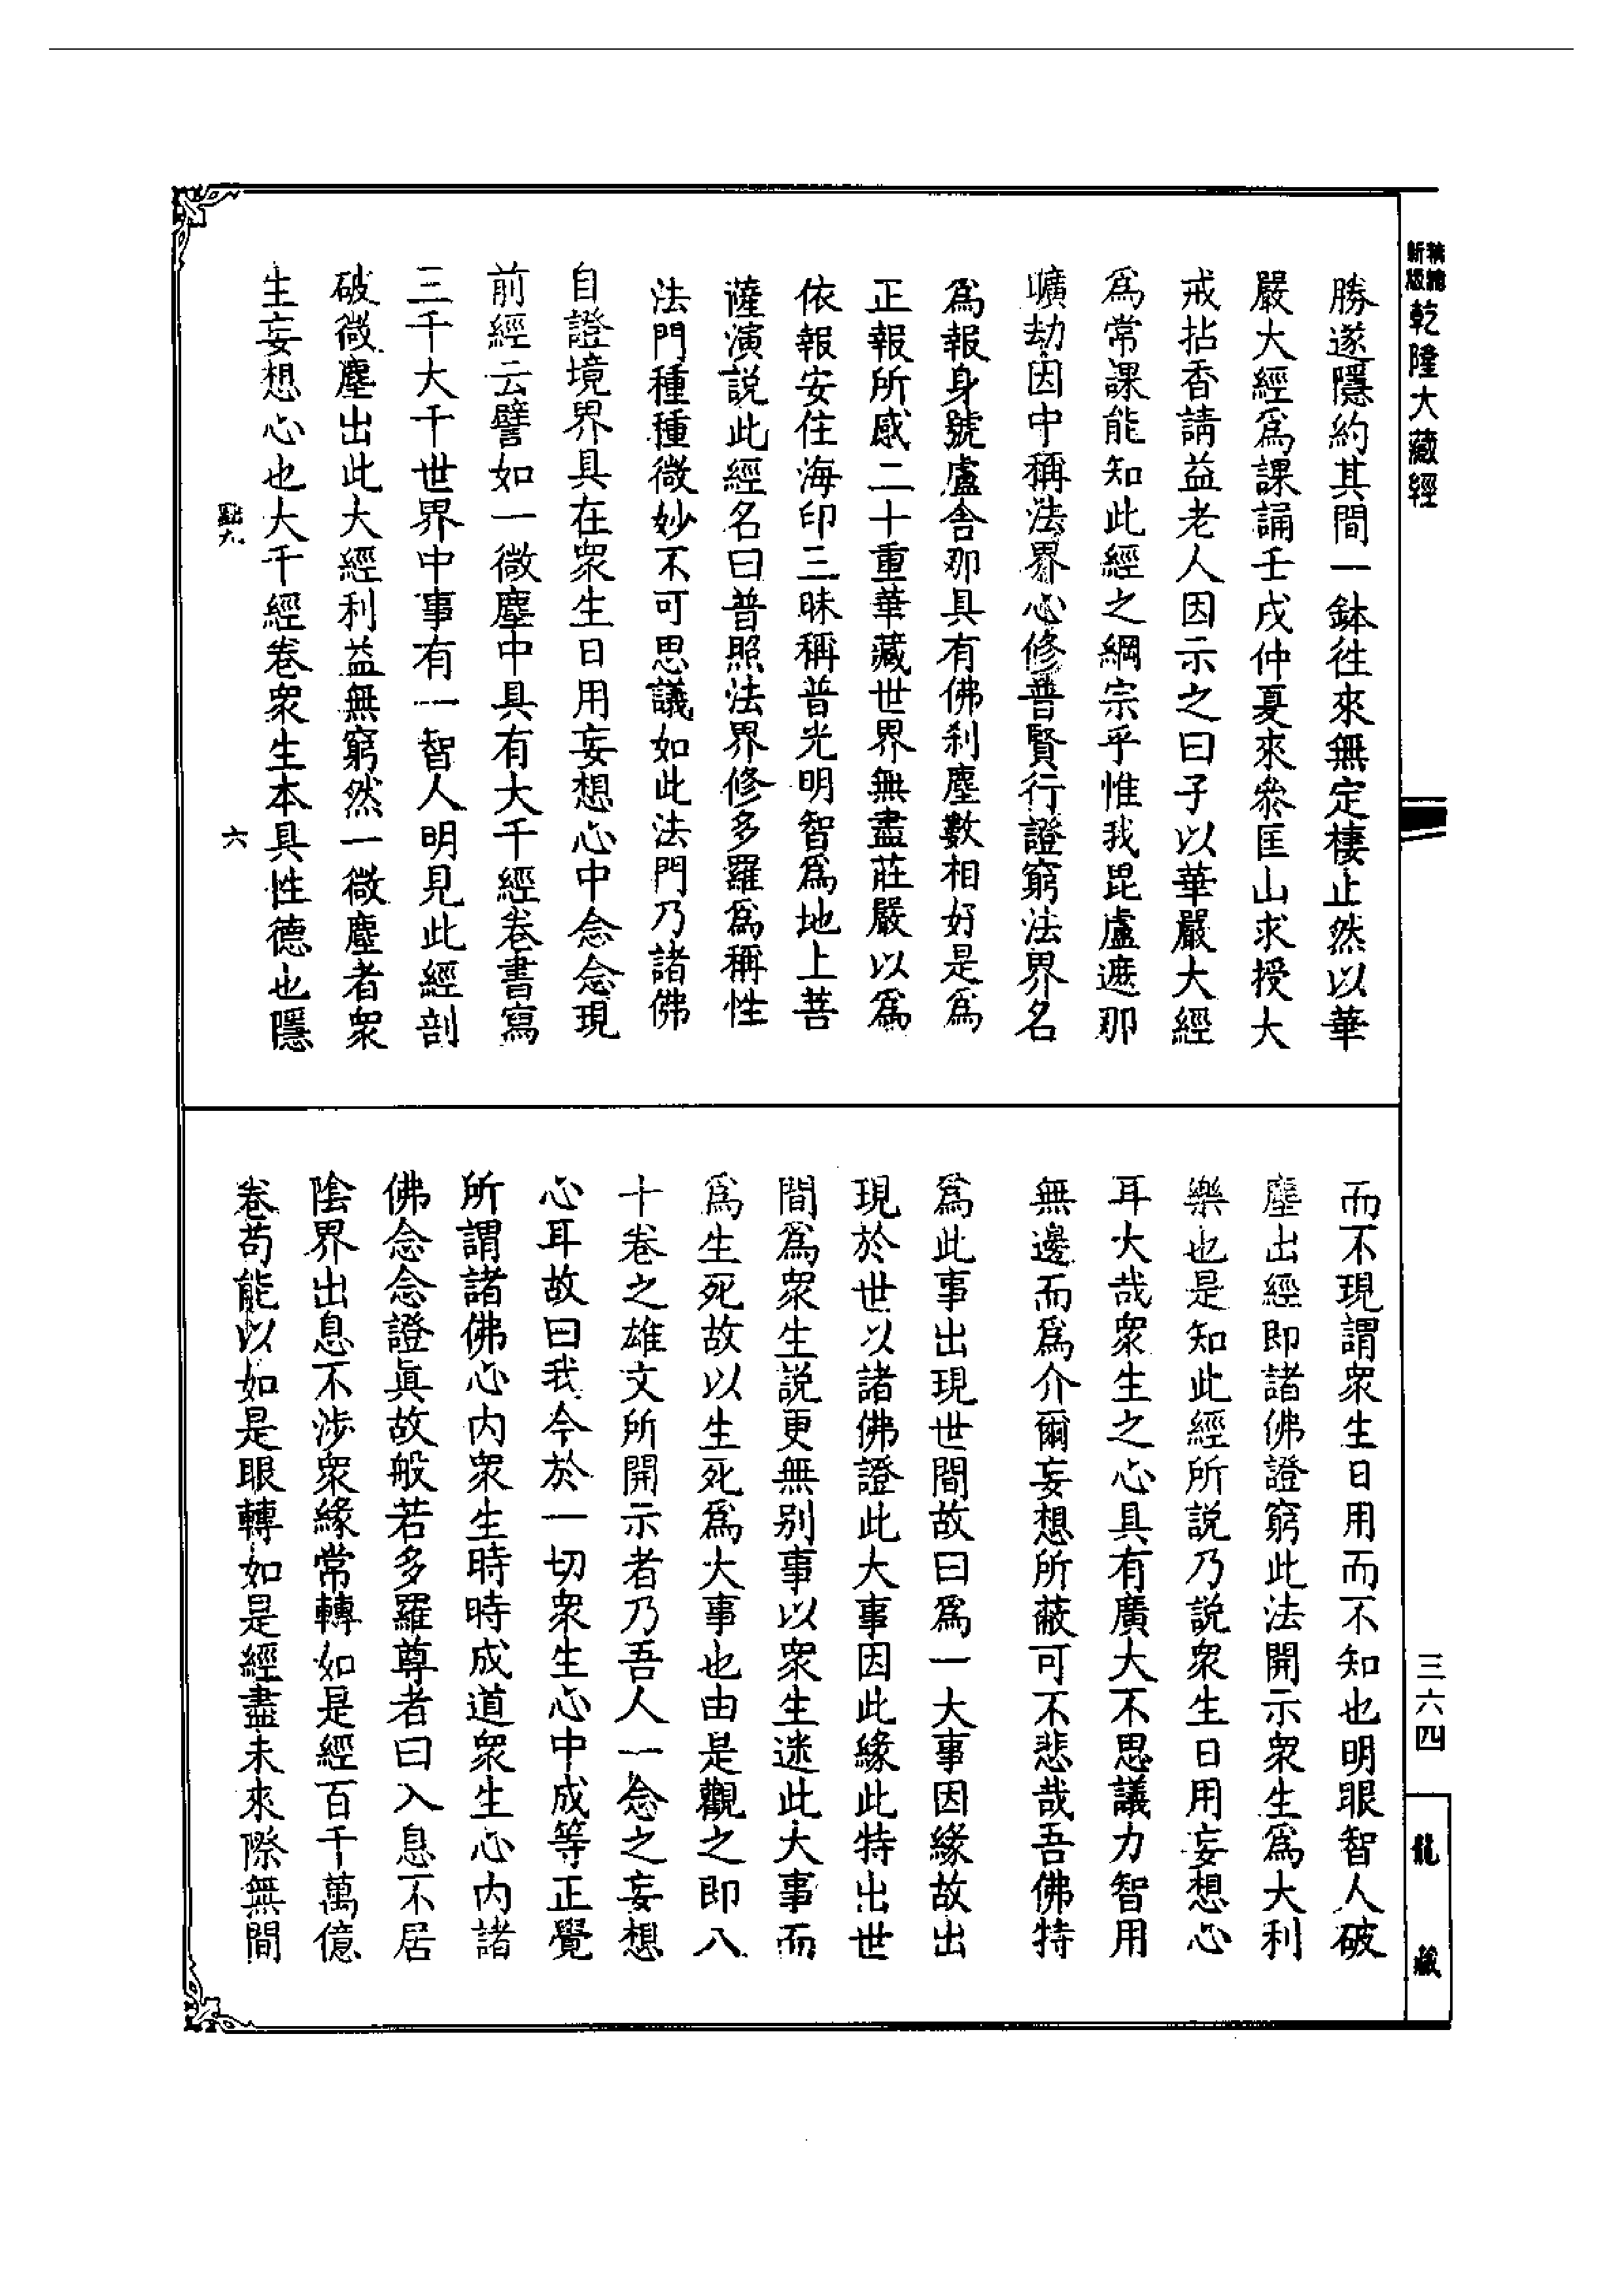 新版
精編
乾隆大藏經
勝遂隱約其間一鉢往來無定棲止然以華
嚴大經爲課誦壬戌仲夏來叅匡山求授大
戒拈香請益老人因示之曰子以華嚴大經
爲常課能知此經之綱宗乎惟我毘盧遮那
曠劫因中稱法界心修普賢行證窮法界名
爲報身號盧舍那具有佛刹塵數相好是爲
正報所感二十重華藏世界無盡莊嚴以爲
依報安住海印三昧稱普光明智爲地上菩
薩演說此經名曰普照法界修多羅爲稱性
法門種種微妙不可思議如此法門乃諸佛
自證境界具在衆生日用妄想心中念念現
前經云譬如一微塵中具有大千經卷書寫
三千大千世界中事有一智人明見此經剖
破微塵出此大經利益無窮然一微塵者衆
生妄想心也大千經卷衆生本具性德也隱
六
而不現謂衆生日用而不知也明眼智人破
塵出經即諸佛證窮此法開示衆生爲大利
樂也是知此經所說乃說衆生日用妄想心
耳大哉衆生之心具有廣大不思議力智用
無邊而爲介爾妄想所蔽可不悲哉吾佛特
爲此事出現世間故曰爲一大事因緣故出
現於世以諸佛證此大事因此緣此特出世
間爲衆生說更無别事以衆生迷此大事而
爲生死故以生死爲大事也由是觀之即八
十卷之雄文所開示者乃吾人一念之妄想
心耳故曰我今於一切衆生心中成等正覺
所謂諸佛心内衆生時時成道衆生心内諸
佛念念證眞故般若多羅尊者曰入息不居
陰界出息不涉衆緣常轉如是經百千萬億
卷苟能以如是眼轉如是經盡未來際無間
三六四
龍藏